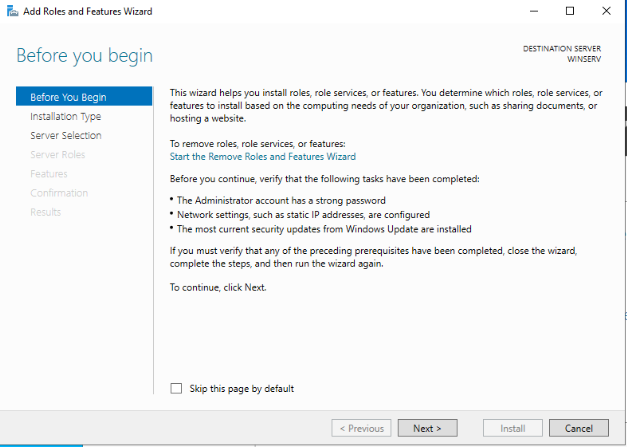 Add Roles and Features Wizard
Before you begin
DESTINATION SERVER
WINSERV
Before You Begin
Installation Type
Server Selection
Server Roles
Features
Confirmation
Results
This wizard helps you install roles, role services, or features. You determine which roles, role services, or
features to install based on the computing needs of your organization, such as sharing documents, or
hosting a website.
To remove roles, role services, or features:
Start the Remove Roles and Features Wizard
Before you continue, verify that the following tasks have been completed:
• The Administrator account has a strong password
• Network settings, such as static IP addresses, are configured
• The most current security updates from Windows Update are installed
If you must verify that any of the preceding prerequisites have been completed, close the wizard,
complete the steps, and then run the wizard again.
To continue, click Next.
Skip this page by default
< Previous
Next >
Install
Cancel